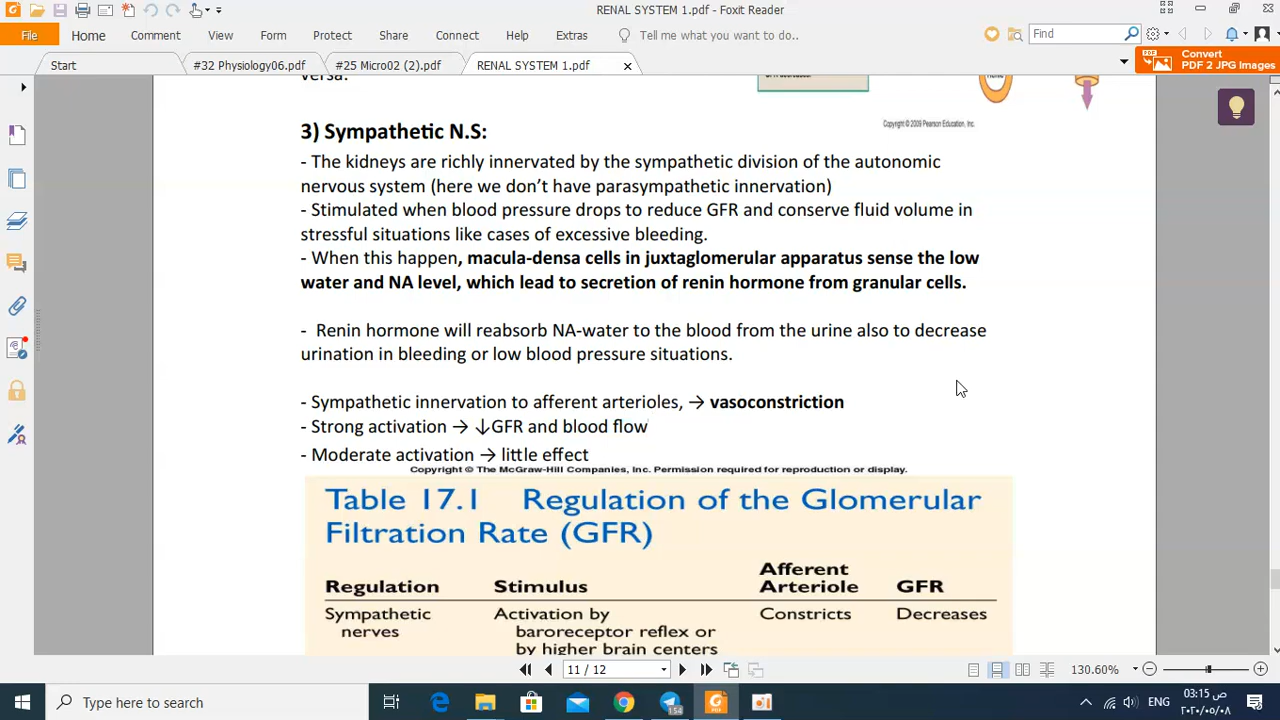 RENAL SYSTEM 1.pdf - Foxit Reader
File Home Comment View Form Protect Share Connect Help Extras Tell me what you want to do.. Find
Convert
PDF 2 JPG Images
Start #32 Physiology06.pdf #25 Micro02 (2).pdf RENAL SYSTEM 1.pdf
versa.
Copyright © 2009 Pearson Education, Inc.
3) Sympathetic N.S:
- The kidneys are richly innervated by the sympathetic division of the autonomic
nervous system (here we don’t have parasympathetic innervation)
- Stimulated when blood pressure drops to reduce GFR and conserve fluid volume in
stressful situations like cases of excessive bleeding.
- When this happen, macula-densa cells in juxtaglomerular apparatus sense the low
water and NA level, which lead to secretion of renin hormone from granular cells.
- Renin hormone will reabsorb NA-water to the blood from the urine also to decrease
urination in bleeding or low blood pressure situations.
- Sympathetic innervation to afferent arterioles, → vasoconstriction
- Strong activation → ↓GFR and blood flow
- Moderate activation → little effect
Copyright © The McGraw-Hill Companies, Inc. Permission required for reproduction or display.
Table 17.1 Regulation of the Glomerular
Filtration Rate (GFR)
Afferent
Regulation Stimulus Arteriole GFR
Sympathetic Activation by Constricts Decreases
nerves baroreceptor reflex or
by higher brain centers
11 / 12 130.60%
Type here to search
154
ENG
03:15 ص
٢٠٢٠/٠٥/٠٨